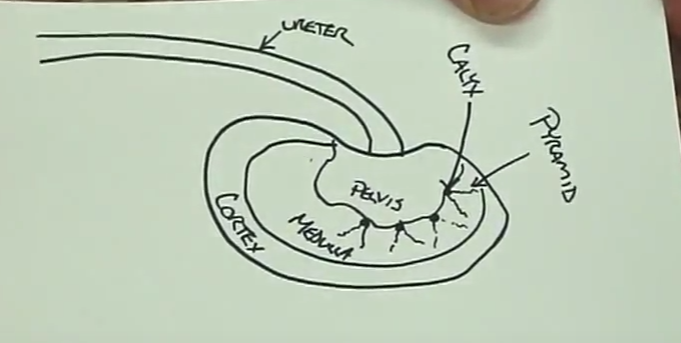 URETER
CALYX
PYRAMID
PELVIS
MEDULLA
CORTEX